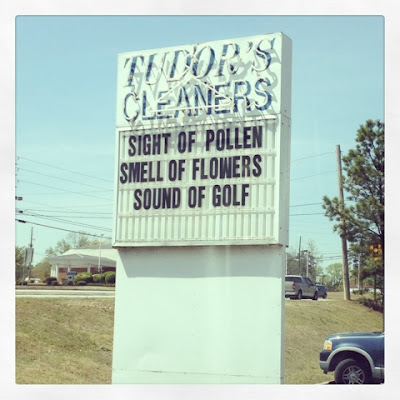 TUDOR'S
CLEANERS
SIGHT OF POLLEN
SMELL OF FLOWERS
SOUND OF GOLF